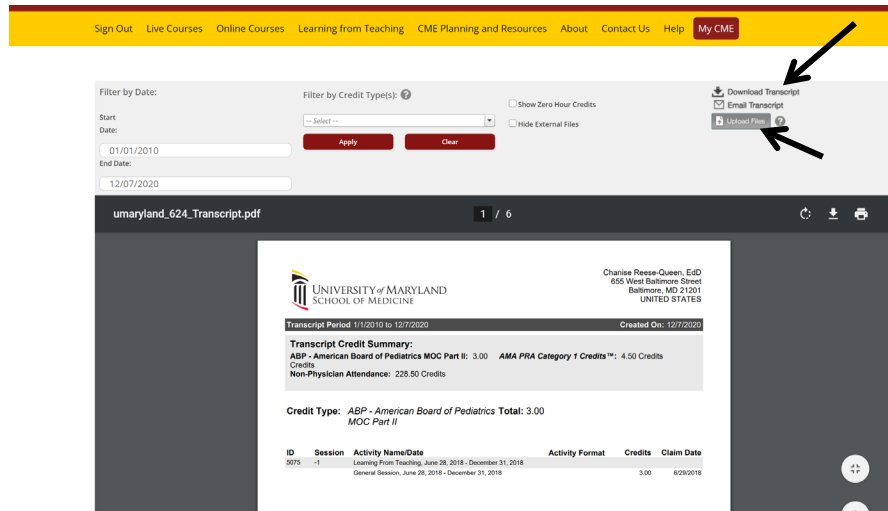 Sign Out Live Courses Online Courses Learning from Teaching CME Planning and Resources About Contact Us Help My CME
Filter by Date:
Start
Date:
01/01/2010
End Date:
12/07/2020
Filter by Credit Type(s): ?
-- Select --
Apply Clear
Show Zero Hour Credits
Hide External Files
Download Transcript
Email Transcript
Upload Files ?
umaryland_624_Transcript.pdf 1 / 6
UNIVERSITY of MARYLAND
SCHOOL OF MEDICINE
Chanise Reese-Queen, EdD
655 West Baltimore Street
Baltimore, MD 21201
UNITED STATES
Transcript Period 1/1/2010 to 12/7/2020 Created On: 12/7/2020
Transcript Credit Summary:
ABP - American Board of Pediatrics MOC Part II: 3.00 AMA PRA Category 1 Credits™: 4.50 Credits
Credits
Non-Physician Attendance: 228.50 Credits
Credit Type: ABP - American Board of Pediatrics Total: 3.00
MOC Part II
ID Session Activity Name/Date Activity Format Credits Claim Date
5075 -1 Learning From Teaching, June 28, 2018 - December 31, 2018
General Session, June 28, 2018 - December 31, 2018 3.00 6/29/2018